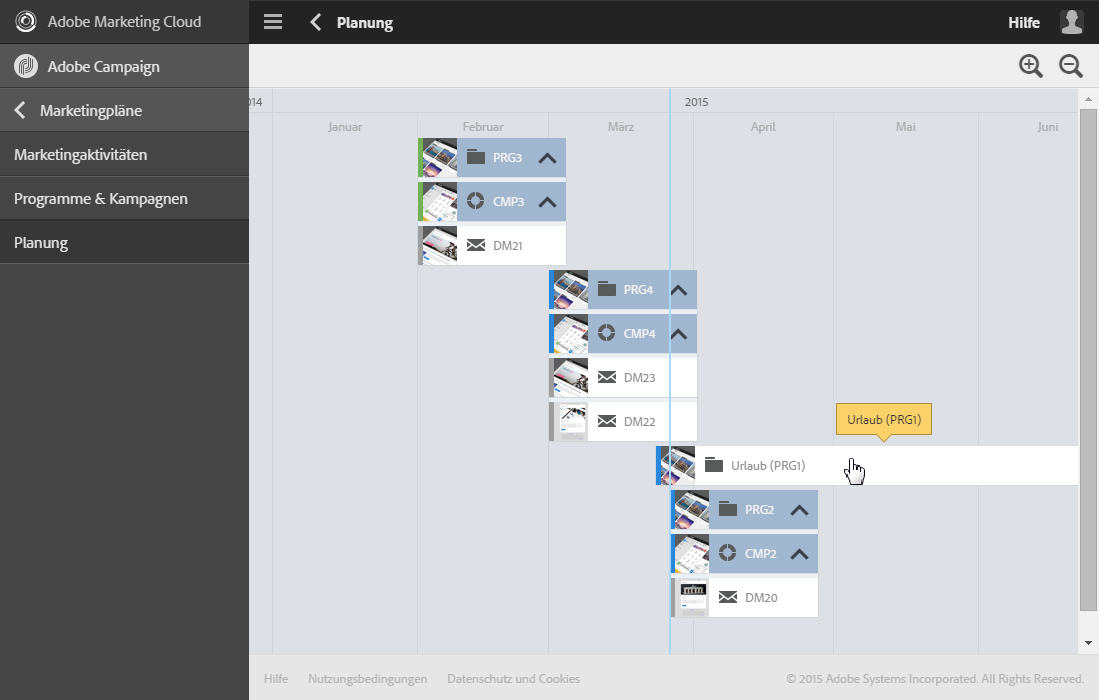 Adobe Marketing Cloud
Planung
Hilfe
Adobe Campaign
Marketingpläne
Marketingaktivitäten
Programme & Kampagnen
Planung
014
2015
Januar
Februar
März
April
Mai
Juni
PRG3
CMP3
DM21
PRG4
CMP4
DM23
DM22
Urlaub (PRG1)
Urlaub (PRG1)
PRG2
CMP2
DM20
Hilfe
Nutzungsbedingungen
Datenschutz und Cookies
© 2015 Adobe Systems Incorporated. All Rights Reserved.